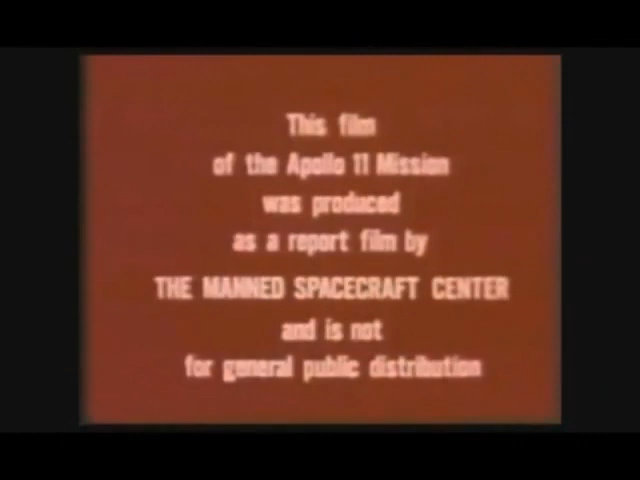 This film
of the Apollo 11 Mission
was produced
as a report film by
THE MANNED SPACECRAFT CENTER
and is not
for general public distribution